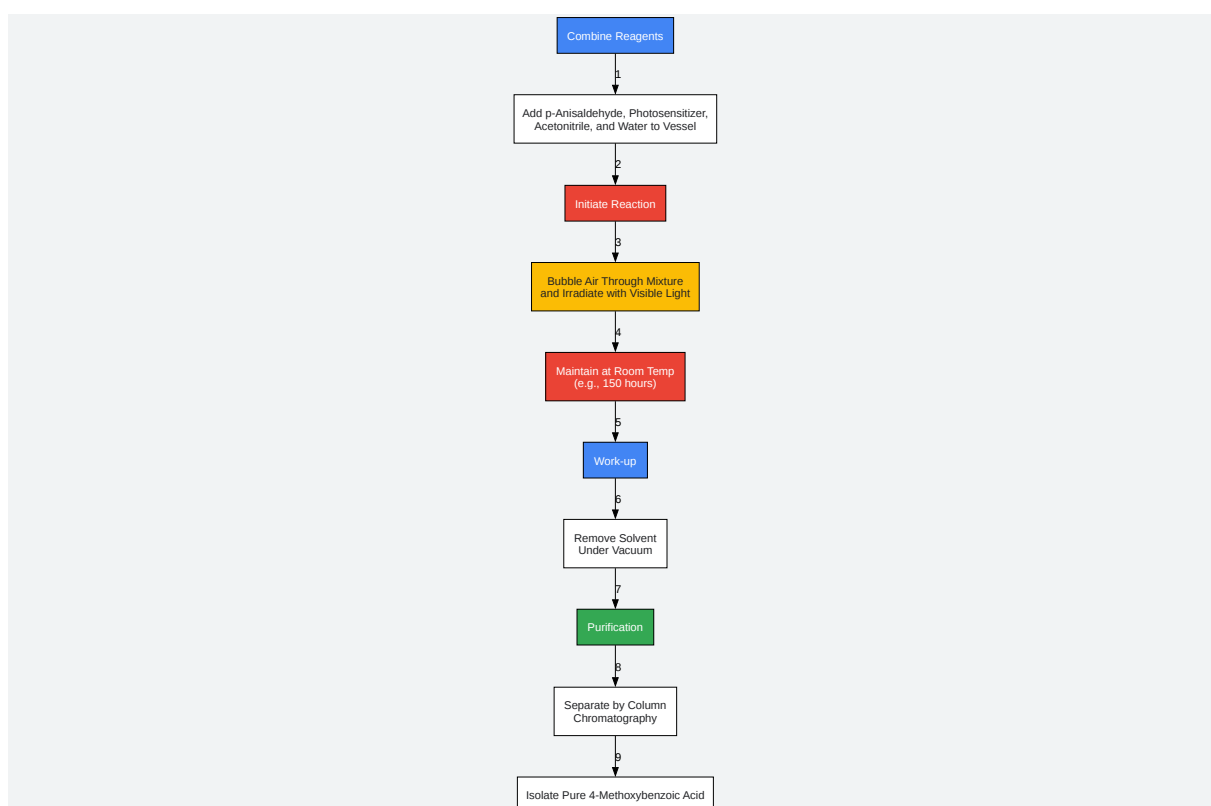 Combine Reagents
1
Add p-Anisaldehyde, Photosensitizer,
Acetonitrile, and Water to Vessel
2
Initiate Reaction
3
Bubble Air Through Mixture
and Irradiate with Visible Light
4
Maintain at Room Temp
(e.g., 150 hours)
5
Work-up
6
Remove Solvent
Under Vacuum
7
Purification
8
Separate by Column
Chromatography
9
Isolate Pure 4-Methoxybenzoic Acid